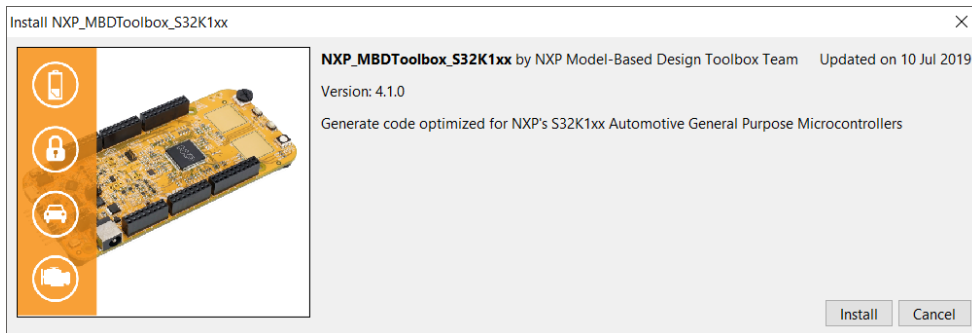 Install NXP_MBDToolbox_S32K1xx
NXP_MBDToolbox_S32K1xx by NXP Model-Based Design Toolbox Team Updated on 10 Jul 2019
Version: 4.1.0
Generate code optimized for NXP's S32K1xx Automotive General Purpose Microcontrollers
Install Cancel